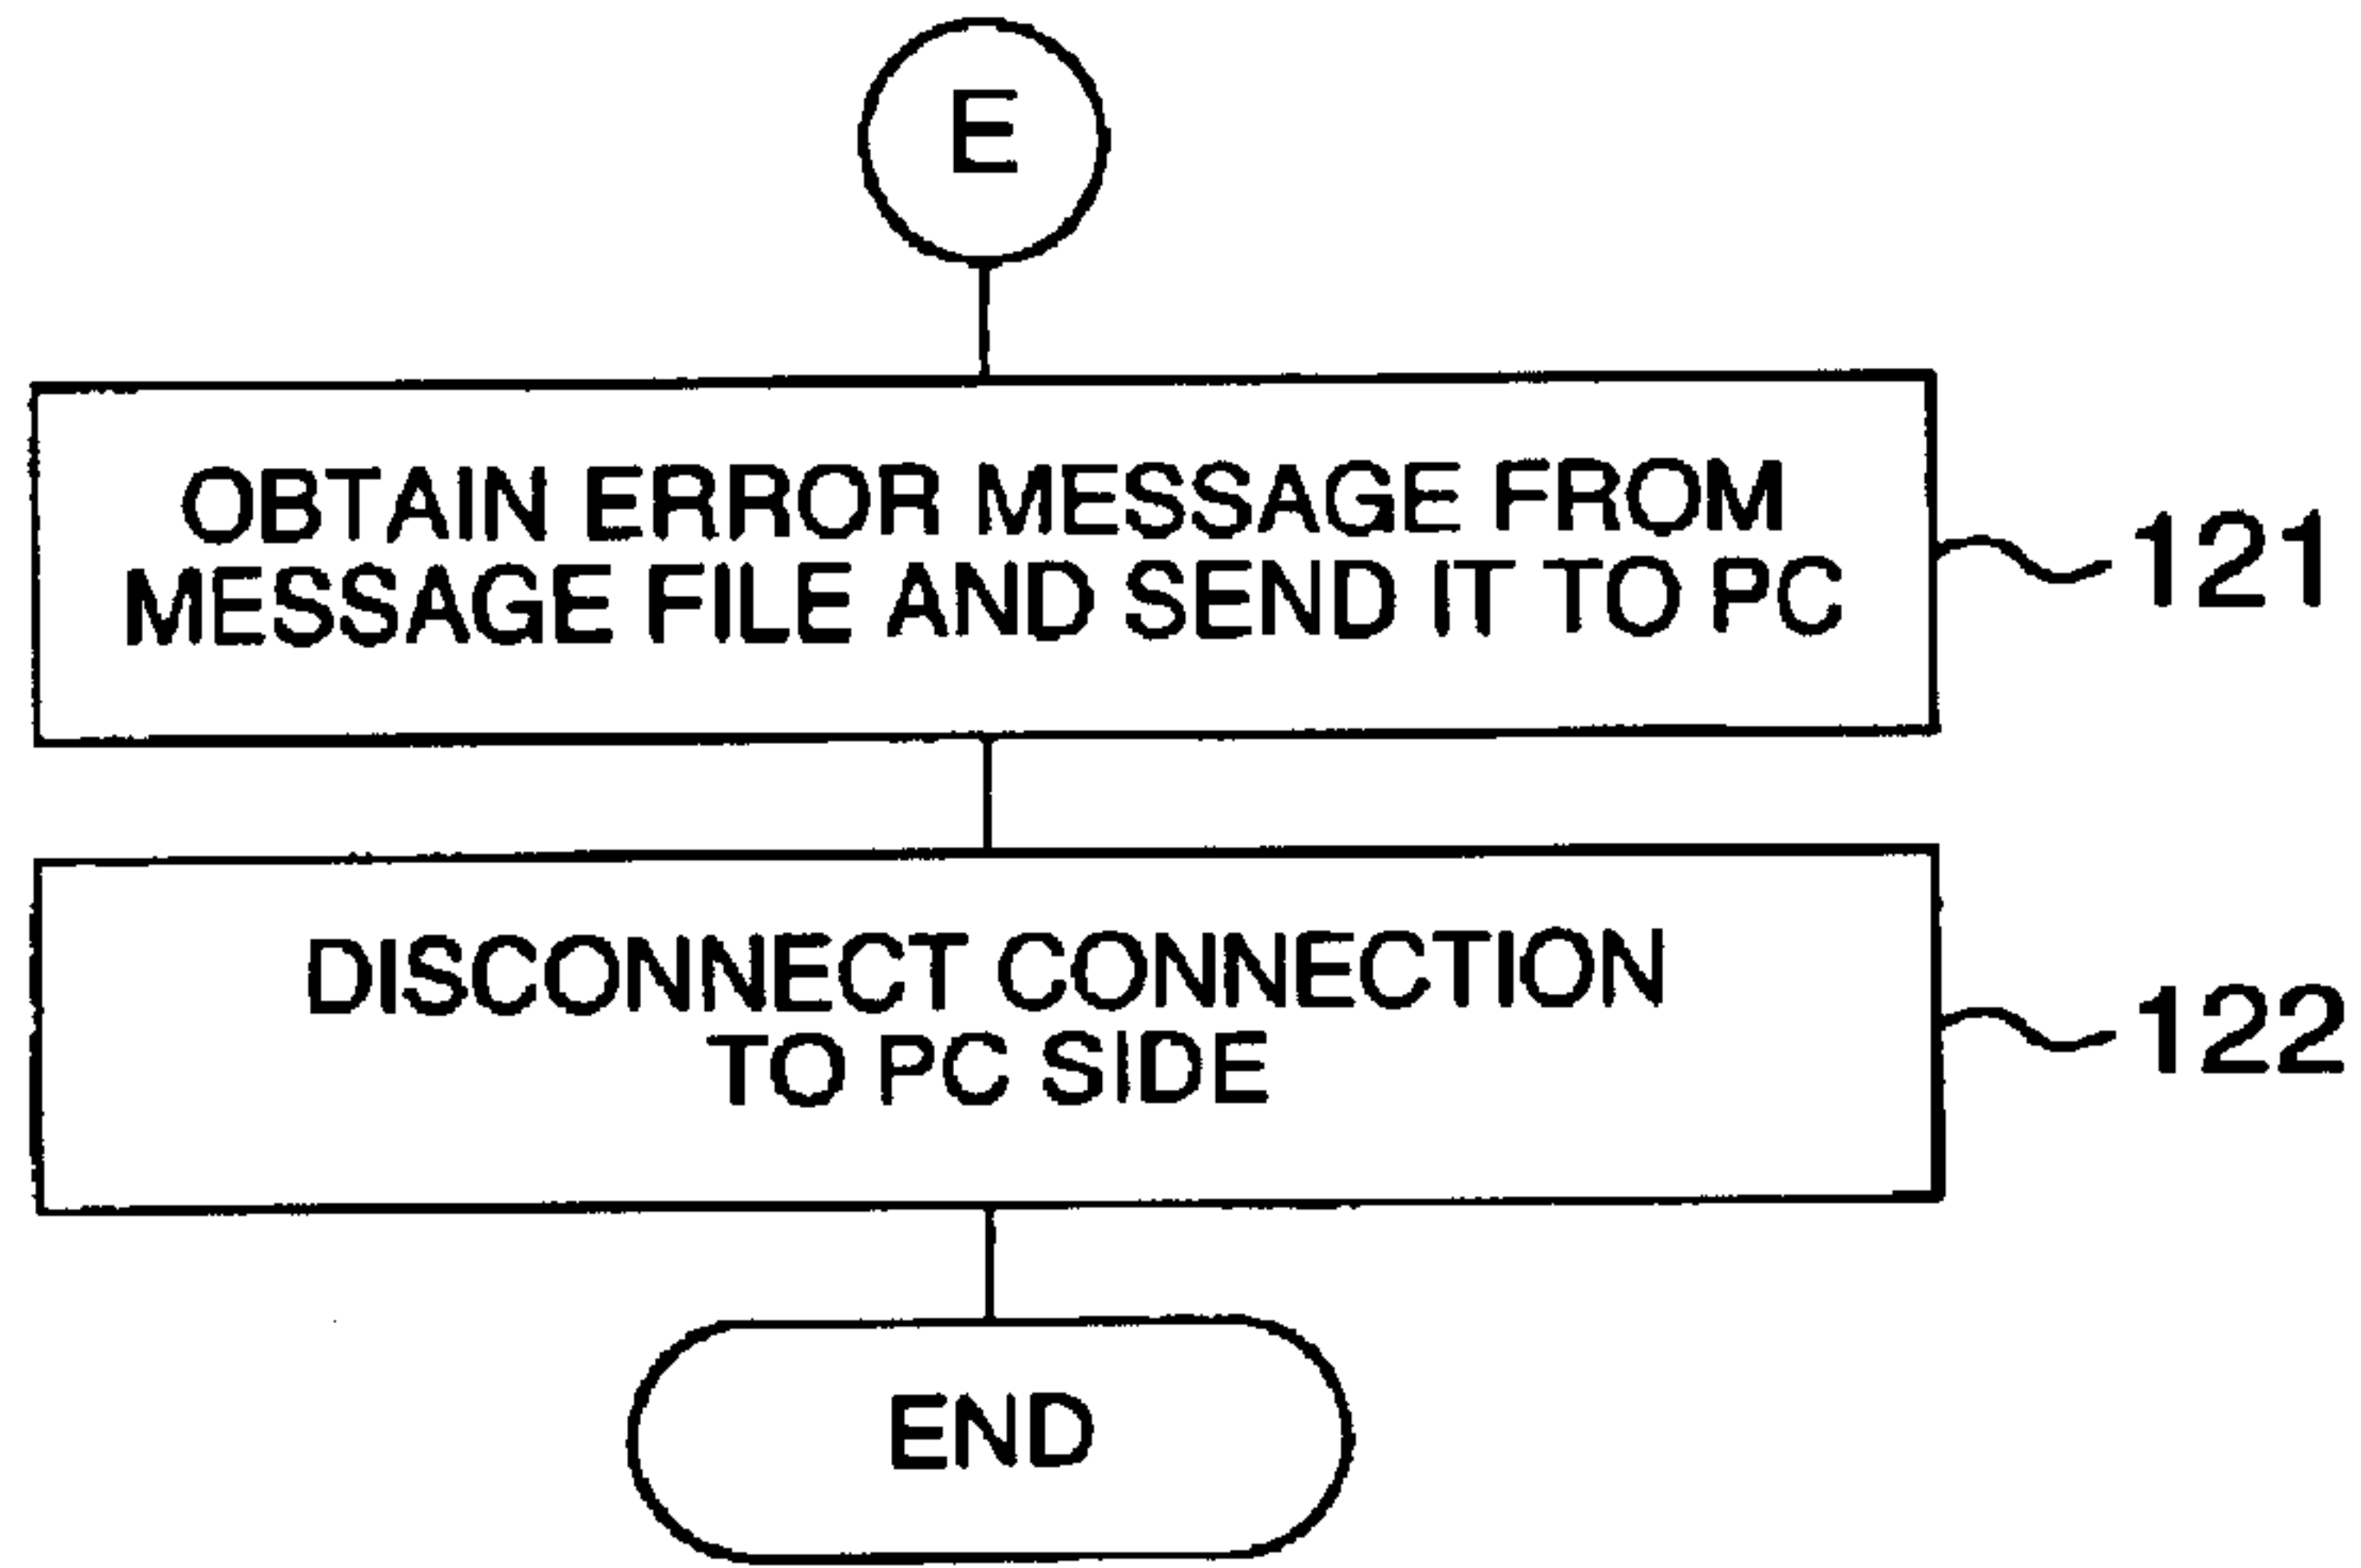 E
OBTAIN ERROR MESSAGE FROM
MESSAGE FILE AND SEND IT TO PC
121
DISCONNECT CONNECTION
TO PC SIDE
122
END